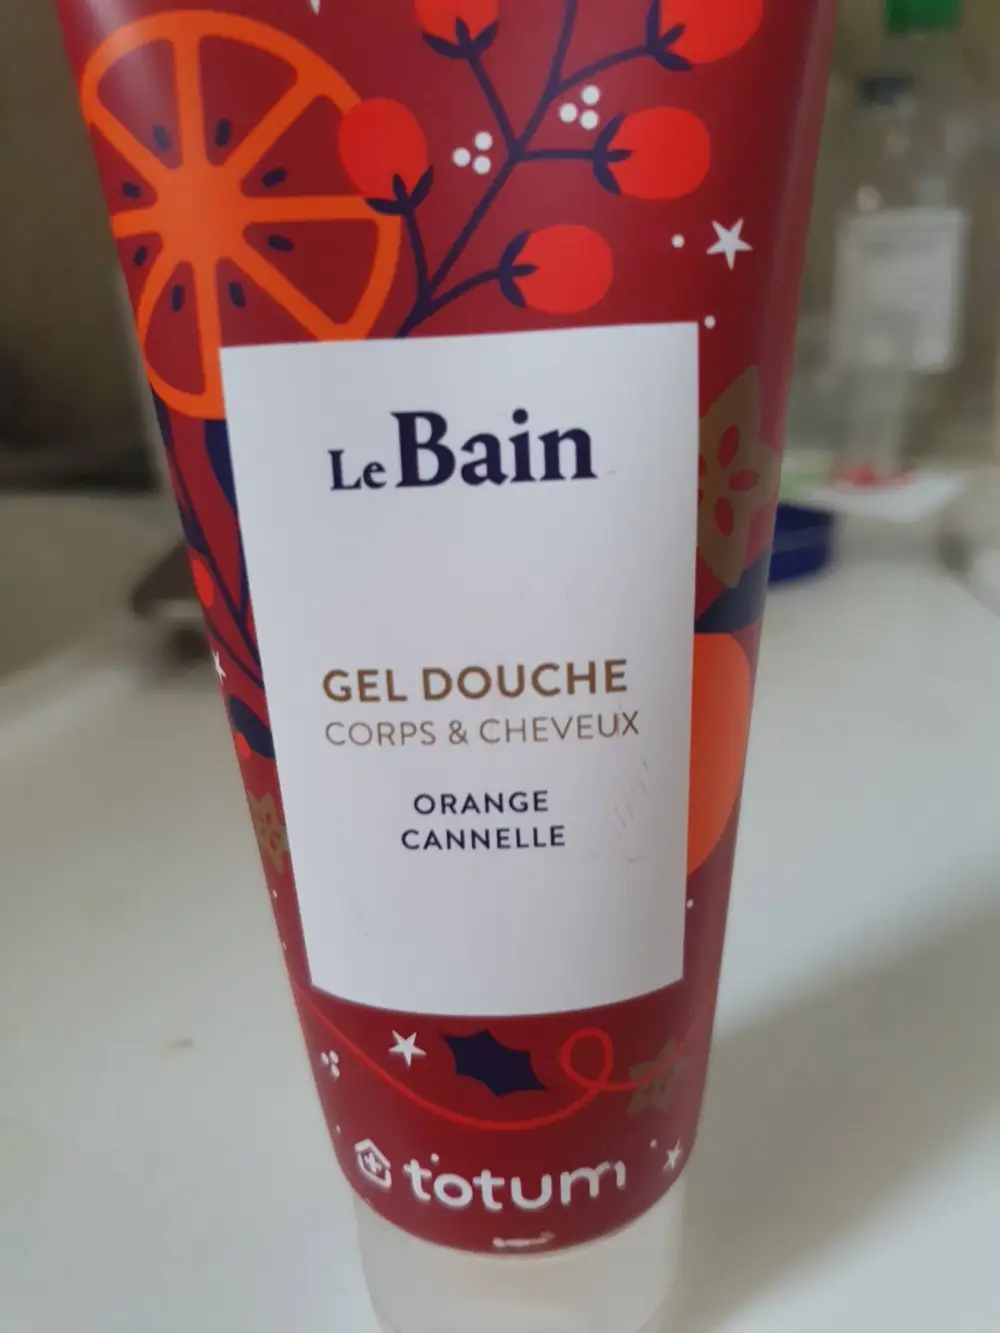 Le Bain
GEL DOUCHE
CORPS & CHEVEUX
ORANGE
CANNELLE
totum